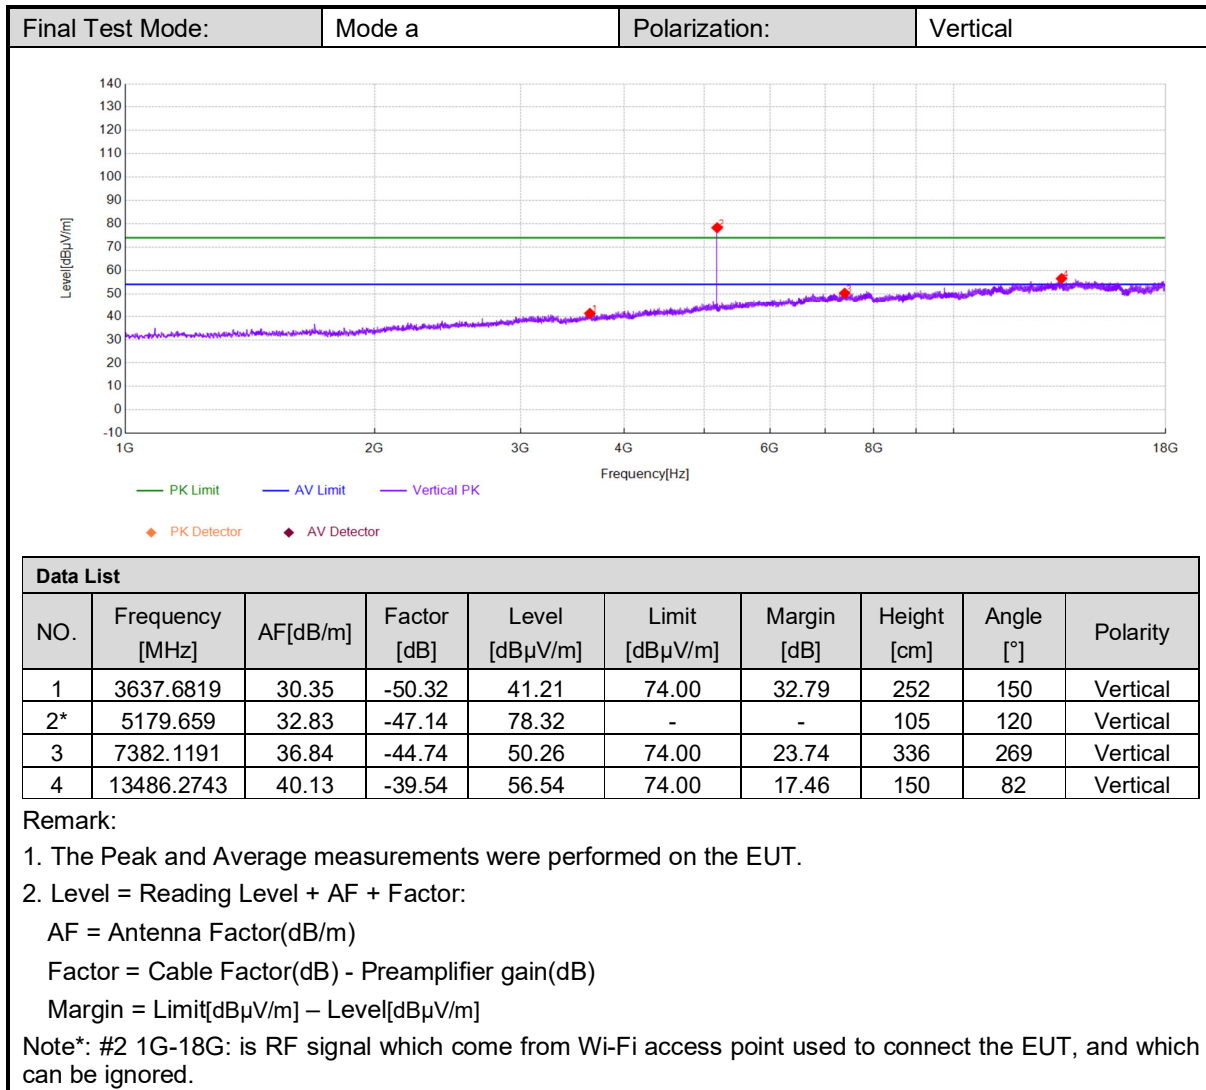 Final Test Mode: Mode a Polarization: Vertical
140
130
120
110
100
90
80
70
60
50
40
30
20
10
0
-10
Level[dBµV/m]
1
2
3
4
1G 2G 3G 4G 6G 8G 18G
Frequency[Hz]
PK Limit AV Limit Vertical PK
PK Detector AV Detector
Data List
NO. Frequency [MHz] AF[dB/m] Factor [dB] Level [dBµV/m] Limit [dBµV/m] Margin [dB] Height [cm] Angle [°] Polarity
1 3637.6819 30.35 -50.32 41.21 74.00 32.79 252 150 Vertical
2* 5179.659 32.83 -47.14 78.32 - - 105 120 Vertical
3 7382.1191 36.84 -44.74 50.26 74.00 23.74 336 269 Vertical
4 13486.2743 40.13 -39.54 56.54 74.00 17.46 150 82 Vertical
Remark:
1. The Peak and Average measurements were performed on the EUT.
2. Level = Reading Level + AF + Factor:
AF = Antenna Factor(dB/m)
Factor = Cable Factor(dB) - Preamplifier gain(dB)
Margin = Limit[dBµV/m] – Level[dBµV/m]
Note*: #2 1G-18G: is RF signal which come from Wi-Fi access point used to connect the EUT, and which
can be ignored.